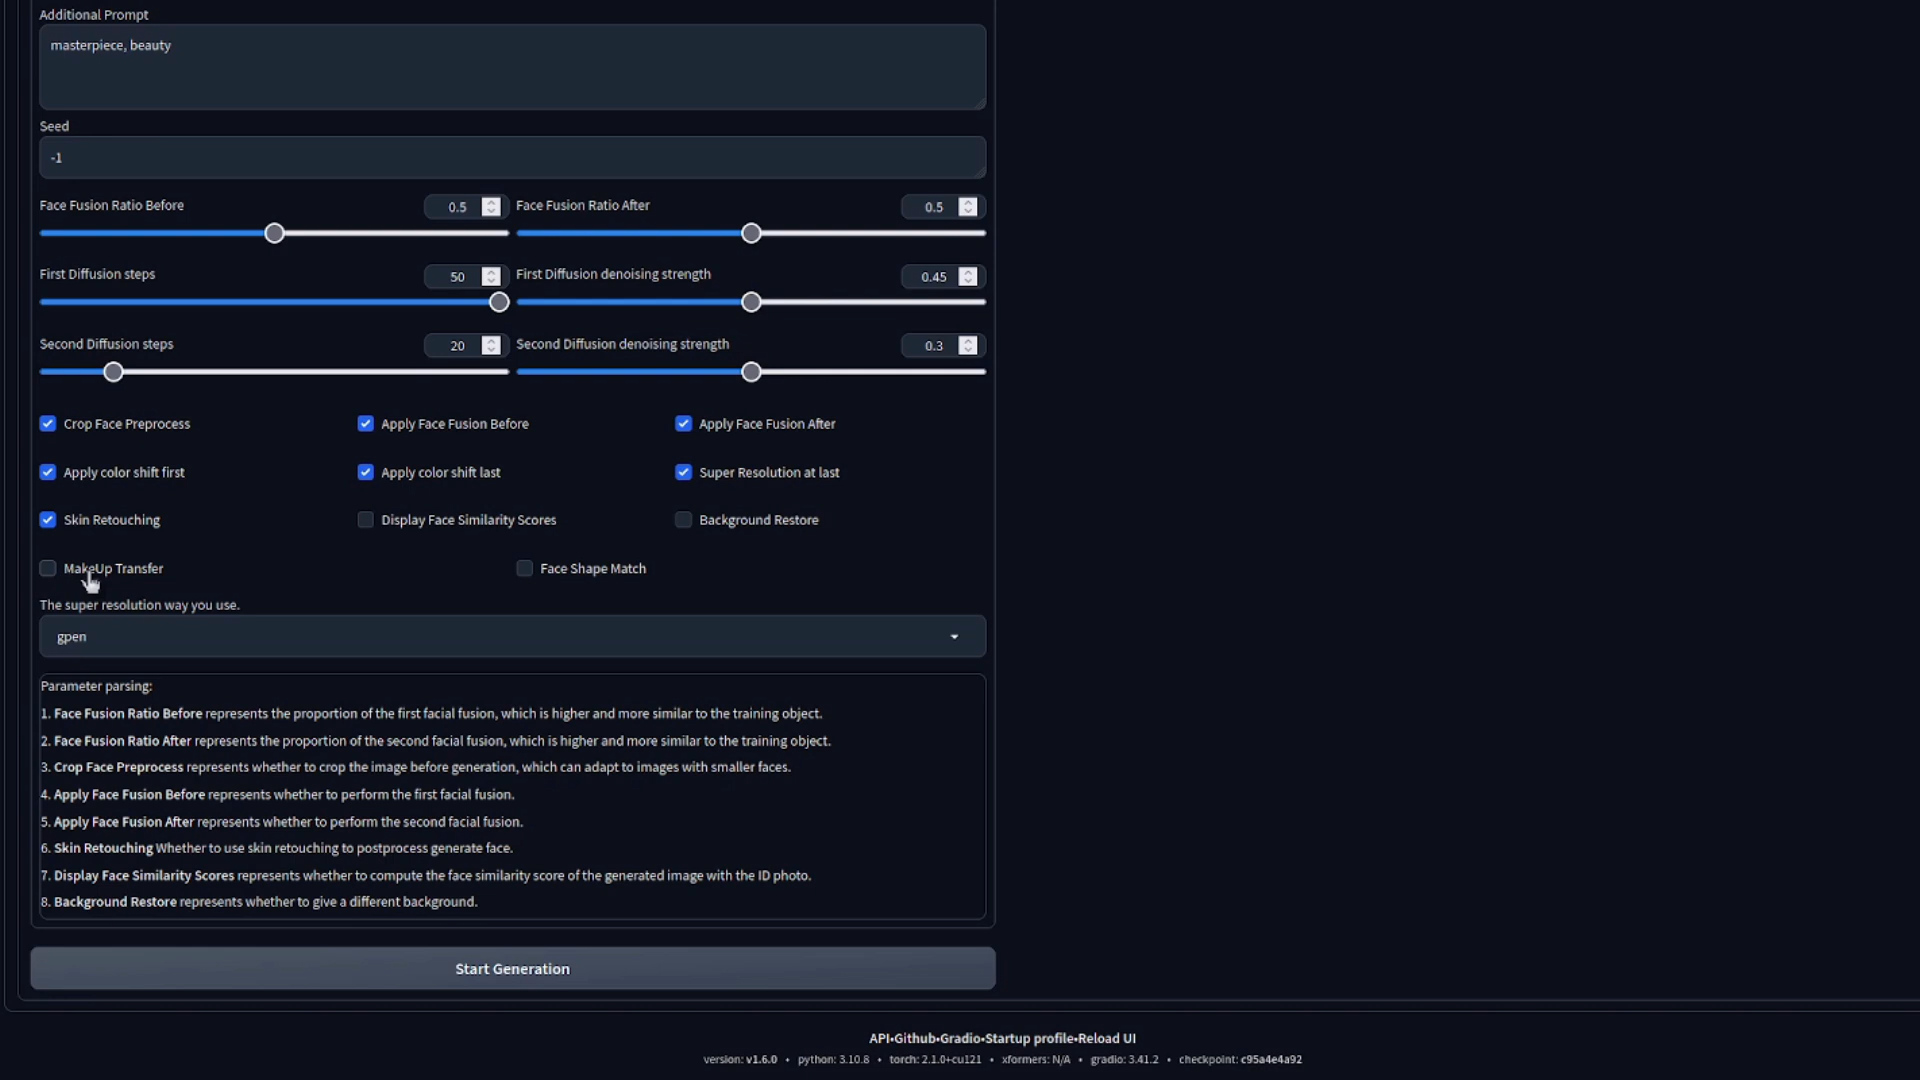 Additional Prompt
masterpiece, beauty
Seed
-1
Face Fusion Ratio Before 0.5 Face Fusion Ratio After 0.5
First Diffusion steps 50 First Diffusion denoising strength 0.45
Second Diffusion steps 20 Second Diffusion denoising strength 0.3
Crop Face Preprocess Apply Face Fusion Before Apply Face Fusion After
Apply color shift first Apply color shift last Super Resolution at last
Skin Retouching Display Face Similarity Scores Background Restore
MakeUp Transfer Face Shape Match
The super resolution way you use.
gpen
Parameter parsing:
1. Face Fusion Ratio Before represents the proportion of the first facial fusion, which is higher and more similar to the training object.
2. Face Fusion Ratio After represents the proportion of the second facial fusion, which is higher and more similar to the training object.
3. Crop Face Preprocess represents whether to crop the image before generation, which can adapt to images with smaller faces.
4. Apply Face Fusion Before represents whether to perform the first facial fusion.
5. Apply Face Fusion After represents whether to perform the second facial fusion.
6. Skin Retouching Whether to use skin retouching to postprocess generate face.
7. Display Face Similarity Scores represents whether to compute the face similarity score of the generated image with the ID photo.
8. Background Restore represents whether to give a different background.
Start Generation
API•Github•Gradio•Startup profile•Reload UI
version: v1.6.0 • python: 3.10.8 • torch: 2.1.0+cu121 • xformers: N/A • gradio: 3.41.2 • checkpoint: c95a4e4a92